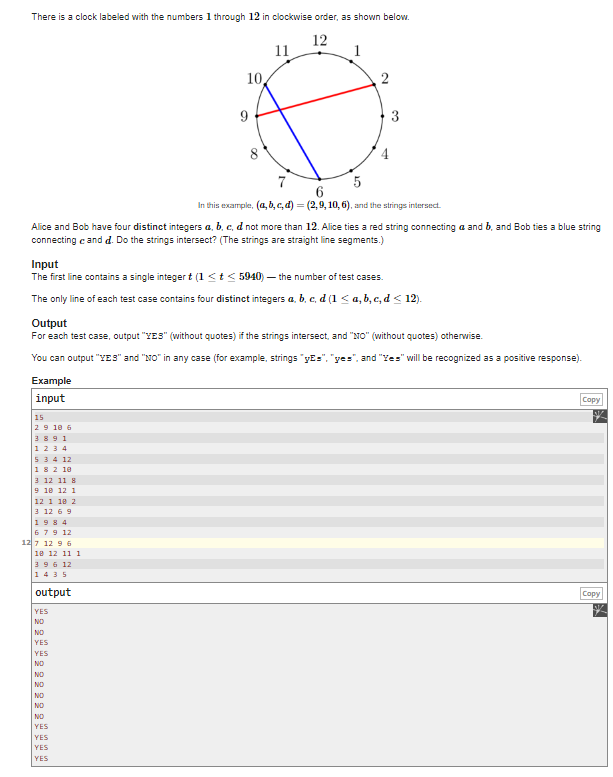 There is a clock labeled with the numbers 1 through 12 in clockwise order, as shown below.
12
11
1
10
2
9
3
8
4
7
5
6
In this example, (a, b, c, d) = (2, 9, 10, 6), and the strings intersect.
Alice and Bob have four distinct integers a, b, c, d not more than 12. Alice ties a red string connecting a and b, and Bob ties a blue string
connecting c and d. Do the strings intersect? (The strings are straight line segments.)
Input
The first line contains a single integer t (1 ≤ t ≤ 5940) — the number of test cases.
The only line of each test case contains four distinct integers a, b, c, d (1 ≤ a, b, c, d ≤ 12).
Output
For each test case, output "YES" (without quotes) if the strings intersect, and "NO" (without quotes) otherwise.
You can output "YES" and "NO" in any case (for example, strings "yEs", "yes", and "Yes" will be recognized as a positive response).
Example
input
Copy
15
2 9 10 6
3 8 9 1
1 2 3 4
5 3 4 12
1 8 2 10
3 12 11 8
9 10 12 1
12 1 10 2
3 12 6 9
1 9 8 4
6 7 9 12
12 7 12 9 6
10 12 11 1
3 9 6 12
1 4 3 5
output
Copy
YES
NO
NO
YES
YES
NO
NO
NO
NO
NO
NO
YES
YES
YES
YES